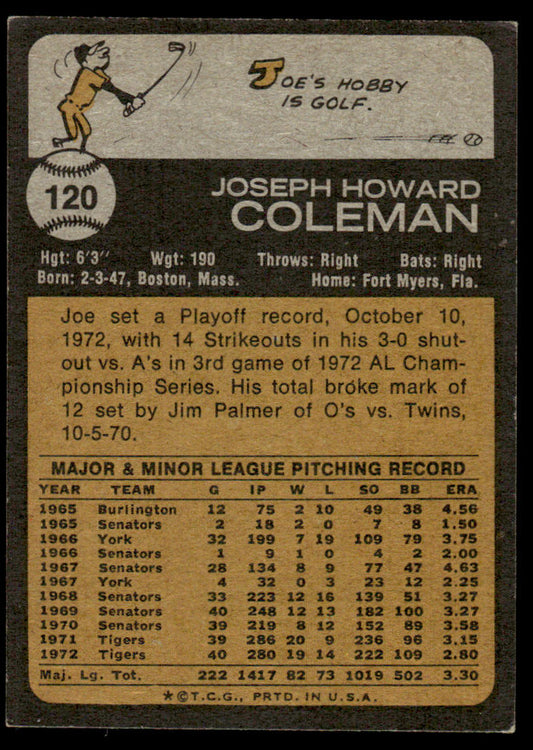 JOE'S HOBBY
IS GOLF.
120
JOSEPH HOWARD
COLEMAN
Hgt: 6'3" Wgt: 190 Throws: Right Bats: Right
Born: 2-3-47, Boston, Mass. Home: Fort Myers, Fla.
Joe set a Playoff record, October 10,
1972, with 14 Strikeouts in his 3-0 shut-
out vs. A's in 3rd game of 1972 AL Cham-
pionship Series. His total broke mark of
12 set by Jim Palmer of O's vs. Twins,
10-5-70.
MAJOR & MINOR LEAGUE PITCHING RECORD
YEAR TEAM G IP W L SO BB ERA
1965 Burlington 12 75 2 10 49 38 4.56
1965 Senators 2 18 2 0 7 8 1.50
1966 York 32 199 7 19 109 79 3.75
1966 Senators 1 9 1 0 4 2 2.00
1967 Senators 28 134 8 9 77 47 4.63
1967 York 4 32 0 3 23 12 2.25
1968 Senators 33 223 12 16 139 51 3.27
1969 Senators 40 248 12 13 182 100 3.27
1970 Senators 39 219 8 12 152 89 3.58
1971 Tigers 39 286 20 9 236 96 3.15
1972 Tigers 40 280 19 14 222 109 2.80
Maj. Lg. Tot. 222 1417 82 73 1019 502 3.30
*©T.C.G., PRTD. IN U.S.A.